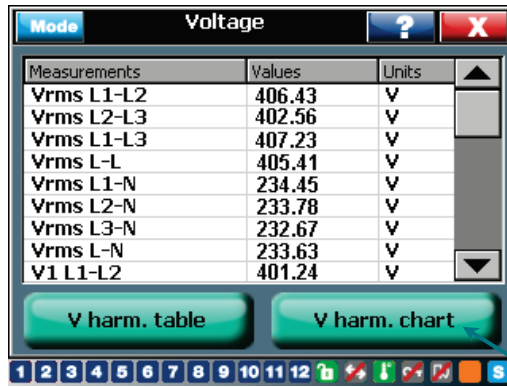 Mode Voltage ? X
Measurements Values Units
Vrms L1-L2 406.43 V
Vrms L2-L3 402.56 V
Vrms L1-L3 407.23 V
Vrms L-L 405.41 V
Vrms L1-N 234.45 V
Vrms L2-N 233.78 V
Vrms L3-N 232.67 V
Vrms L-N 233.63 V
V1 L1-L2 401.24 V
V harm. table V harm. chart
1 2 3 4 5 6 7 8 9 10 11 12 S